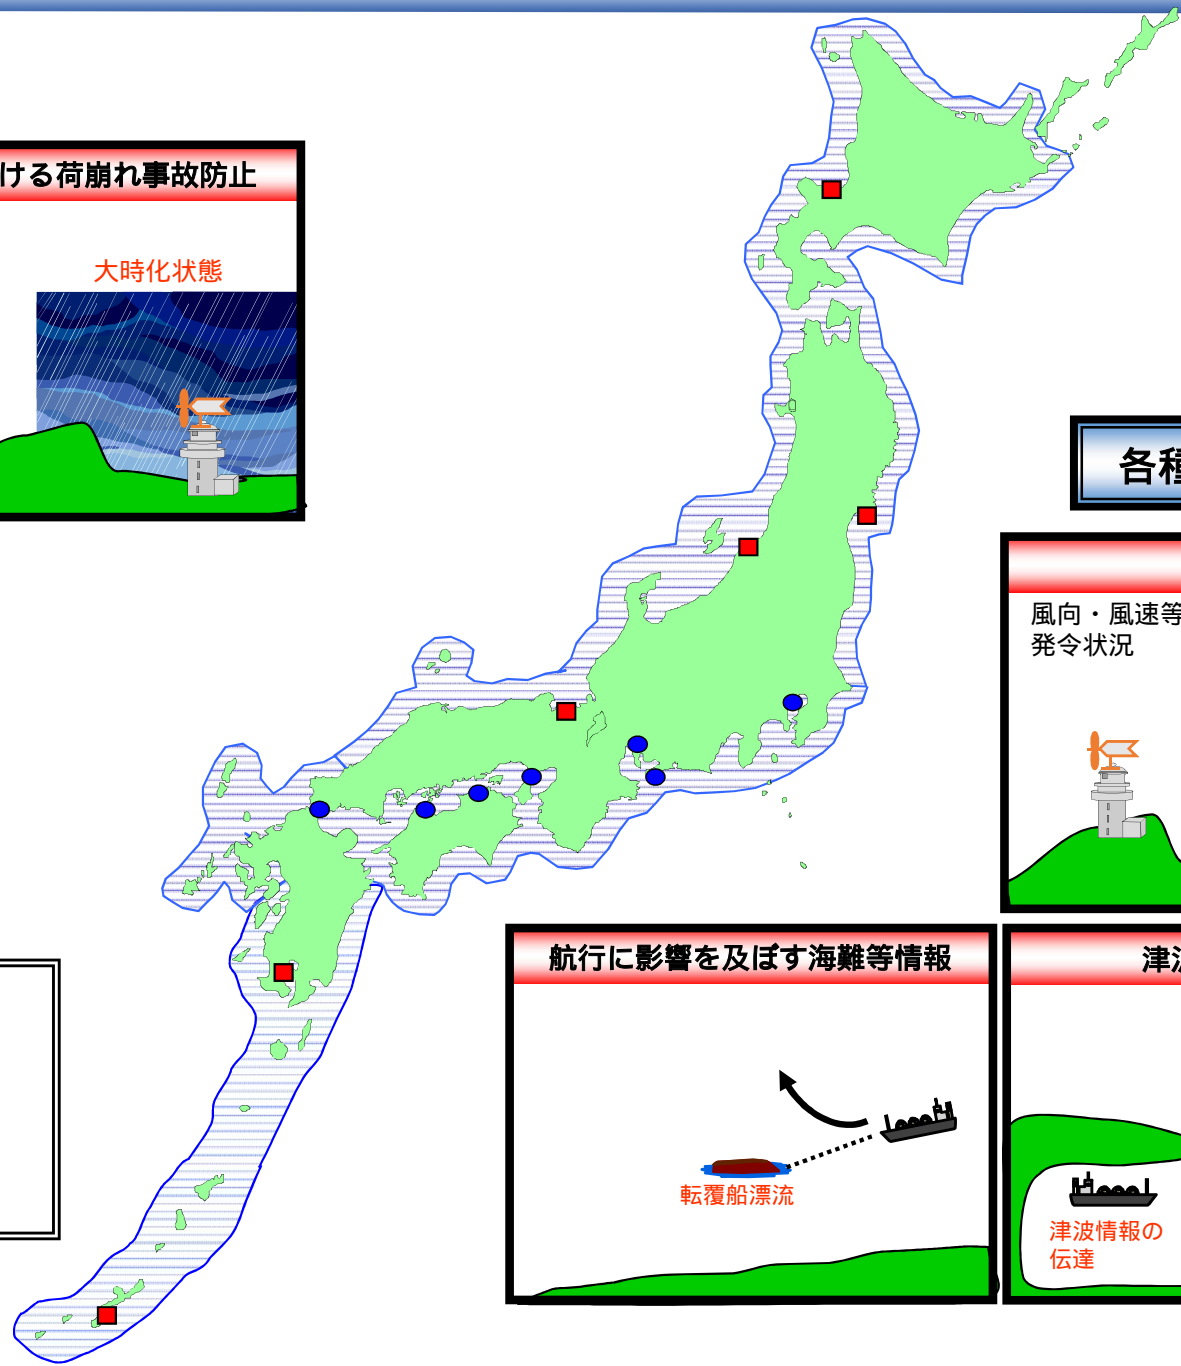 ける荷崩れ事故防止
大時化状態
各種
風向・風速等
発令状況
航行に影響を及ぼす海難等情報
転覆船漂流
津波
津波情報の
伝達